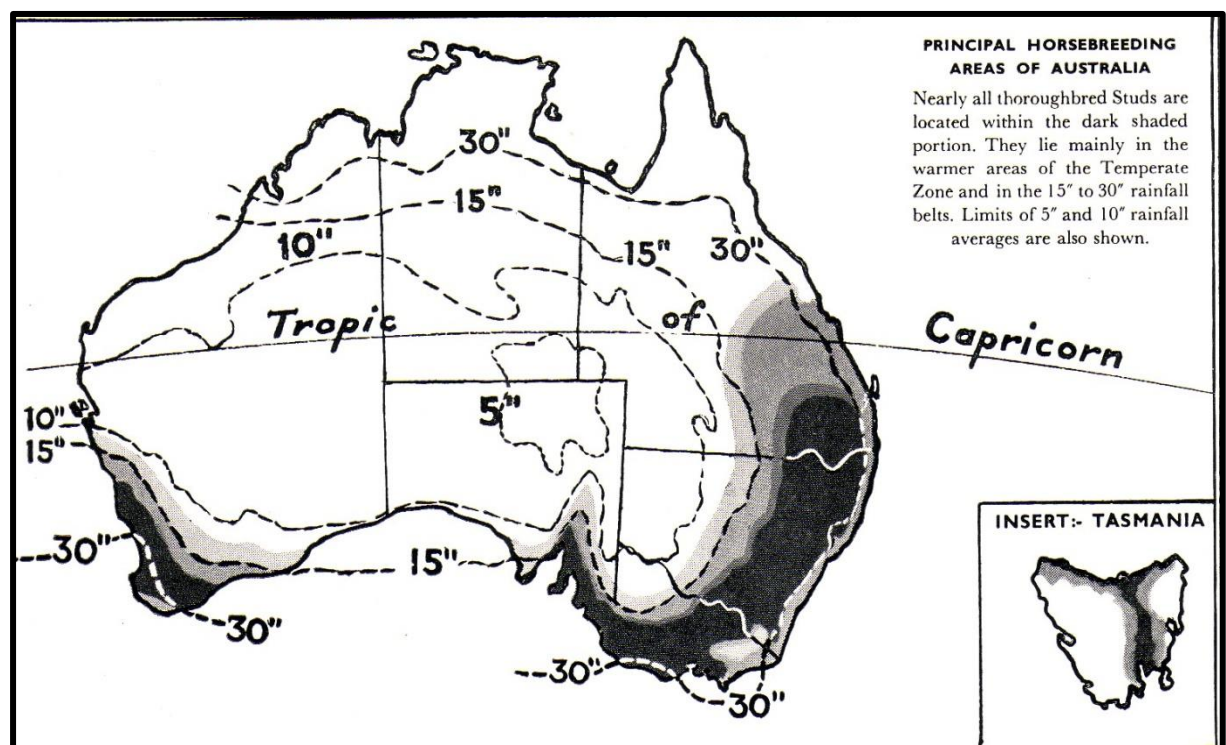 PRINCIPAL HORSEBREEDING
AREAS OF AUSTRALIA
Nearly all thoroughbred Studs are
located within the dark shaded
portion. They lie mainly in the
warmer areas of the Temperate
Zone and in the 15″ to 30″ rainfall
belts. Limits of 5″ and 10″ rainfall
averages are also shown.
30"
15"
10"
15"
30"
Tropic of Capricorn
5"
10"
15"
30"
15"
30"
30"
30"
INSERT:- TASMANIA